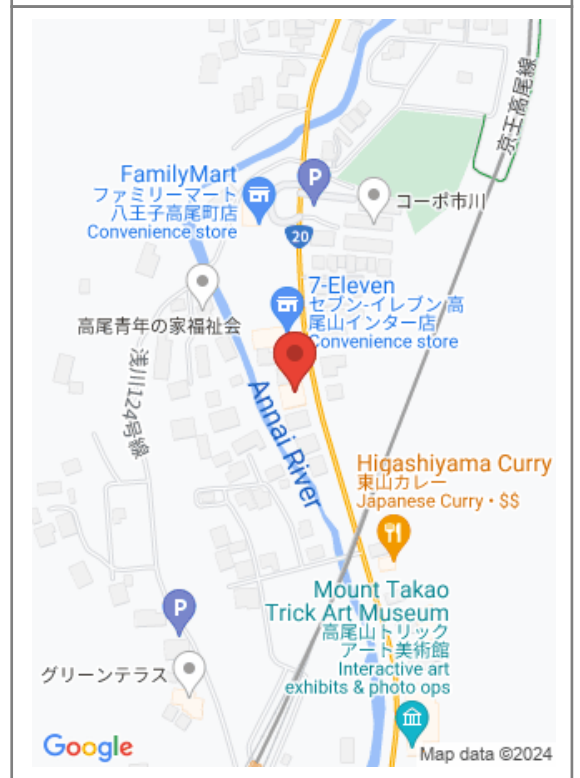 京王高尾線
FamilyMart
ファミリーマート
八王子高尾町店
Convenience store
P
コーポ市川
20
7-Eleven
セブン-イレブン 高
尾山インター店
Convenience store
高尾青年の家福祉会
浅川124号線
Annai River
Higashiyama Curry
東山カレー
Japanese Curry • $$
Mount Takao
Trick Art Museum
高尾山トリック
アート美術館
Interactive art
exhibits & photo ops
P
グリーンテラス
Google
Map data ©2024